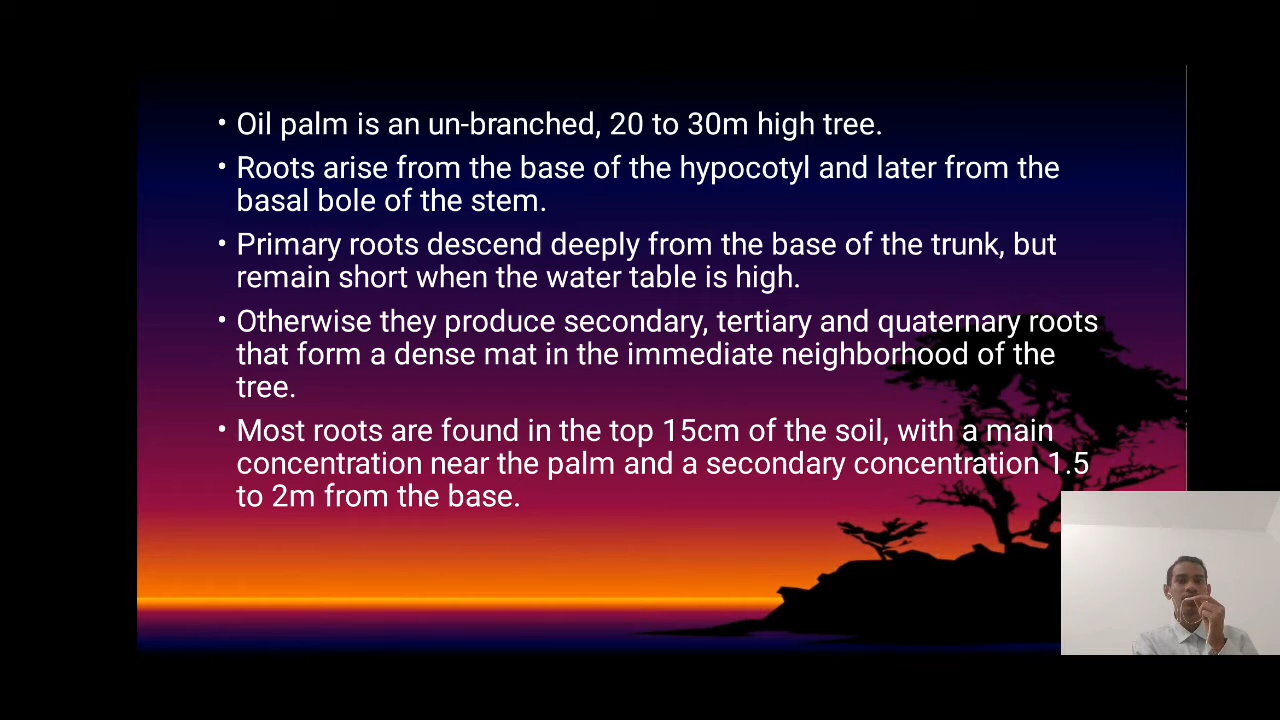 • Oil palm is an un-branched, 20 to 30m high tree.
• Roots arise from the base of the hypocotyl and later from the
basal bole of the stem.
• Primary roots descend deeply from the base of the trunk, but
remain short when the water table is high.
• Otherwise they produce secondary, tertiary and quaternary roots
that form a dense mat in the immediate neighborhood of the
tree.
• Most roots are found in the top 15cm of the soil, with a main
concentration near the palm and a secondary concentration 1.5
to 2m from the base.